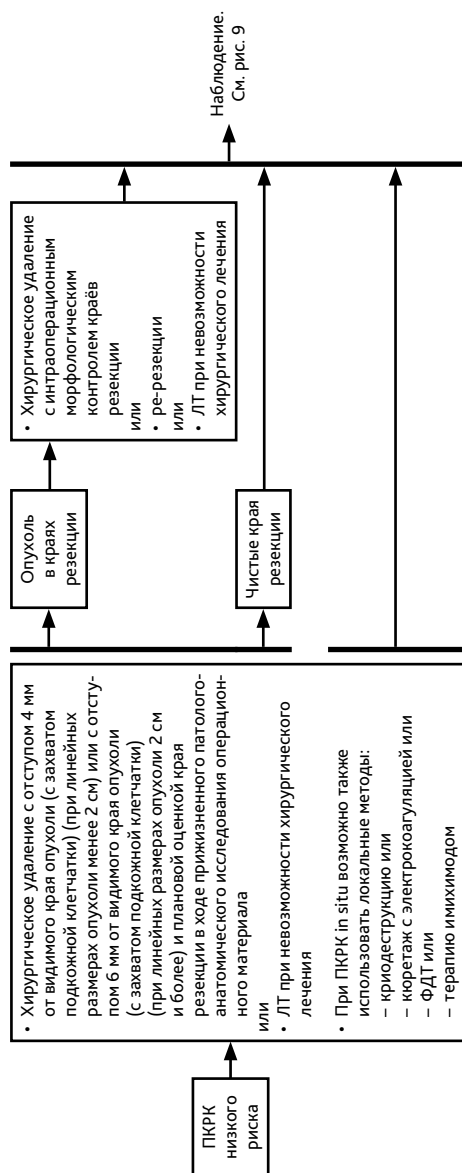 ПКРК
низкого
риска
• Хирургическое удаление с отступом 4 мм
от видимого края опухоли (с захватом
подкожной клетчатки) (при линейных
размерах опухоли менее 2 см) или с отсту-
пом 6 мм от видимого края опухоли
(с захватом подкожной клетчатки)
(при линейных размерах опухоли 2 см
и более) и плановой оценкой края
резекции в ходе прижизненного патолого-
анатомического исследования операцион-
ного материала
или
• ЛТ при невозможности хирургического
лечения
• При ПКРК in situ возможно также
использовать локальные методы:
– криодеструкцию или
– кюретаж с электрокоагуляцией или
– ФДТ или
– терапию имихимодом
Опухоль
в краях
резекции
Чистые края
резекции
• Хирургическое удаление
с интраоперационным
морфологическим
контролем краёв
резекции
или
• ре-резекции
или
• ЛТ при невозможности
хирургического лечения
Наблюдение.
См. рис. 9